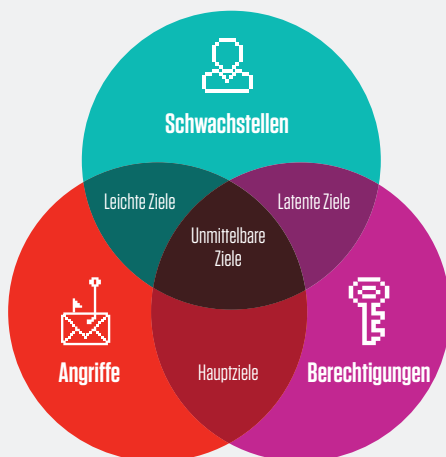 Schwachstellen
Leichte Ziele
Latente Ziele
Unmittelbare
Ziele
Angriffe
Hauptziele
Berechtigungen